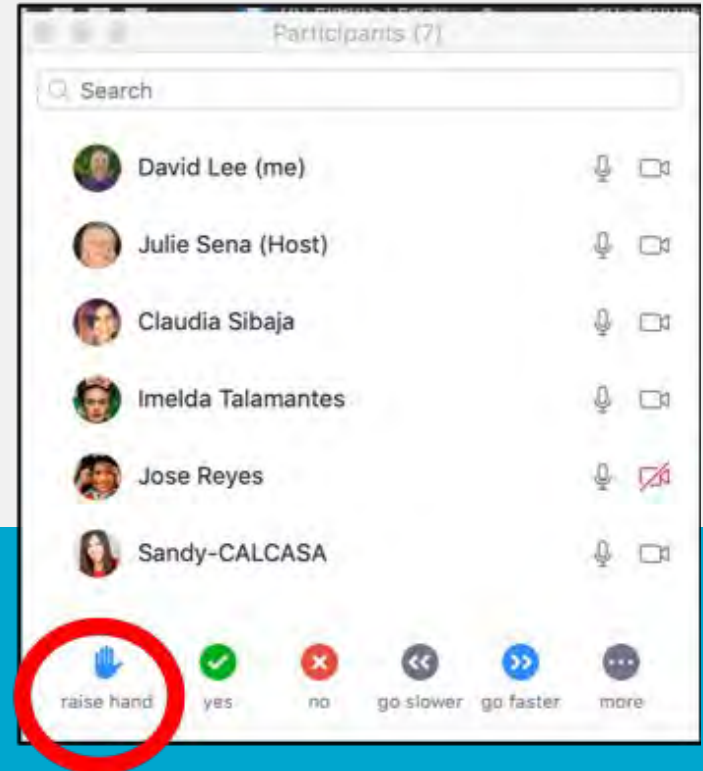 Participants (7)
Search
David Lee (me)
Julie Sena (Host)
Claudia Sibaja
Imelda Talamantes
Jose Reyes
Sandy-CALCASA
raise hand yes no go slower go faster more